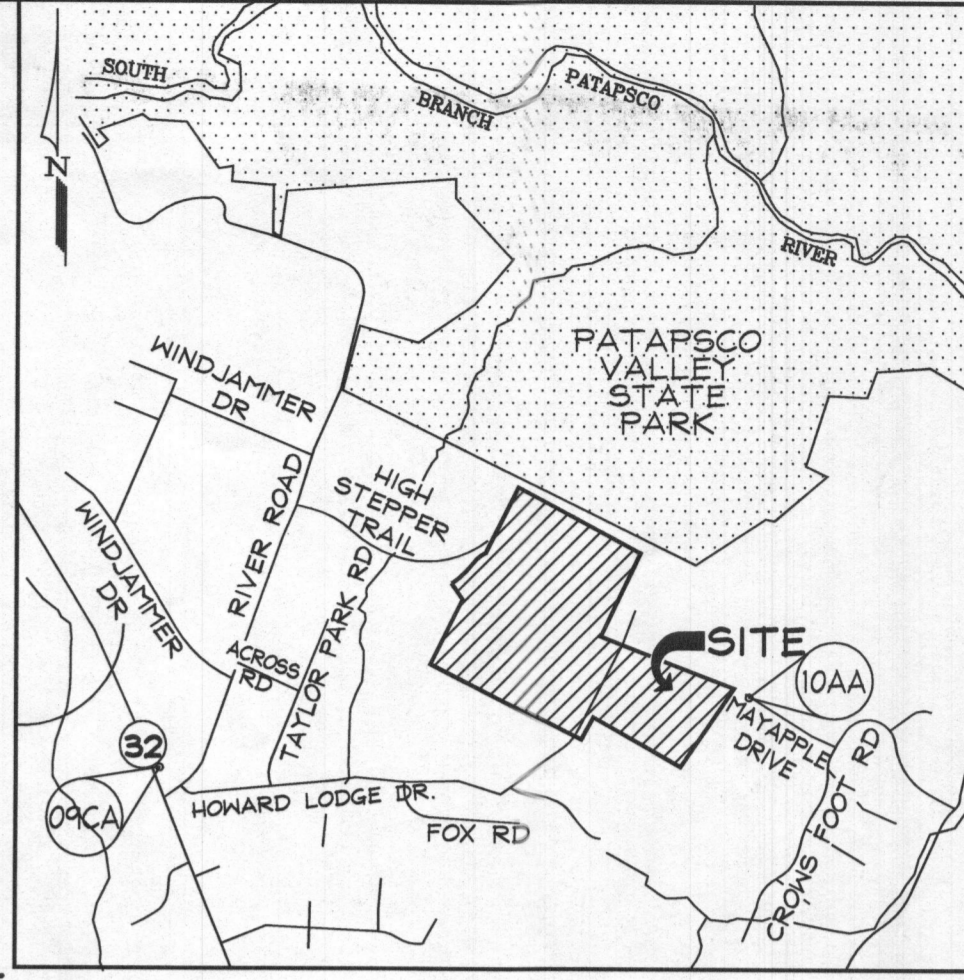 SOUTH
BRANCH
PATAPSCO
RIVER
N
PATAPSCO
VALLEY
STATE
PARK
WINDJAMMER
DR
HIGH
STEPPER
TRAIL
RIVER ROAD
WINDJAMMER
DR
TAYLOR PARK RD
ACROSS
RD
SITE
10AA
MAYAPPLE
DRIVE
CROWS FOOT RD
32
09CA
HOWARD LODGE DR.
FOX RD